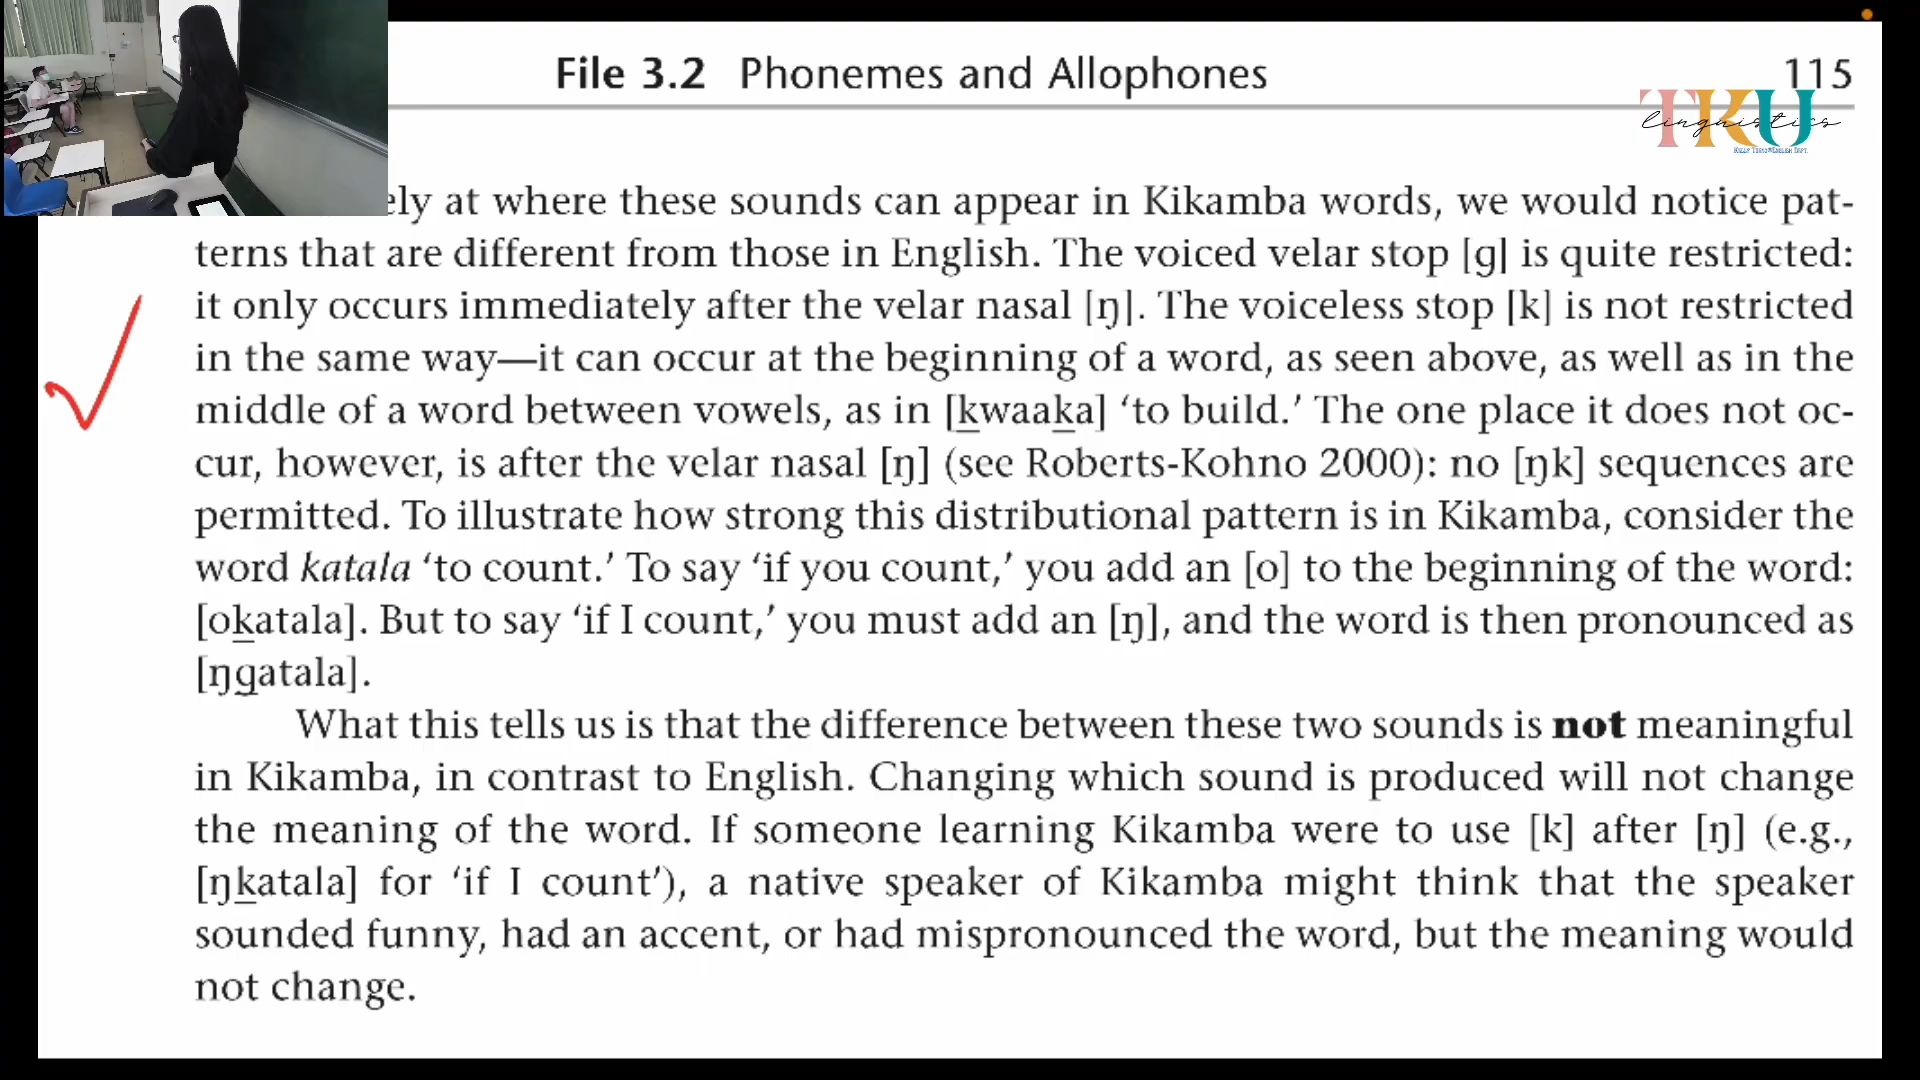 File 3.2 Phonemes and Allophones 115
TKU
linguistics
ely at where these sounds can appear in Kikamba words, we would notice pat-
terns that are different from those in English. The voiced velar stop [ɡ] is quite restricted:
it only occurs immediately after the velar nasal [ŋ]. The voiceless stop [k] is not restricted
in the same way—it can occur at the beginning of a word, as seen above, as well as in the
middle of a word between vowels, as in [kwaaka] ‘to build.’ The one place it does not oc-
cur, however, is after the velar nasal [ŋ] (see Roberts-Kohno 2000): no [ŋk] sequences are
permitted. To illustrate how strong this distributional pattern is in Kikamba, consider the
word katala ‘to count.’ To say ‘if you count,’ you add an [o] to the beginning of the word:
[okatala]. But to say ‘if I count,’ you must add an [ŋ], and the word is then pronounced as
[ŋɡatala].
What this tells us is that the difference between these two sounds is not meaningful
in Kikamba, in contrast to English. Changing which sound is produced will not change
the meaning of the word. If someone learning Kikamba were to use [k] after [ŋ] (e.g.,
[ŋkatala] for ‘if I count’), a native speaker of Kikamba might think that the speaker
sounded funny, had an accent, or had mispronounced the word, but the meaning would
not change.